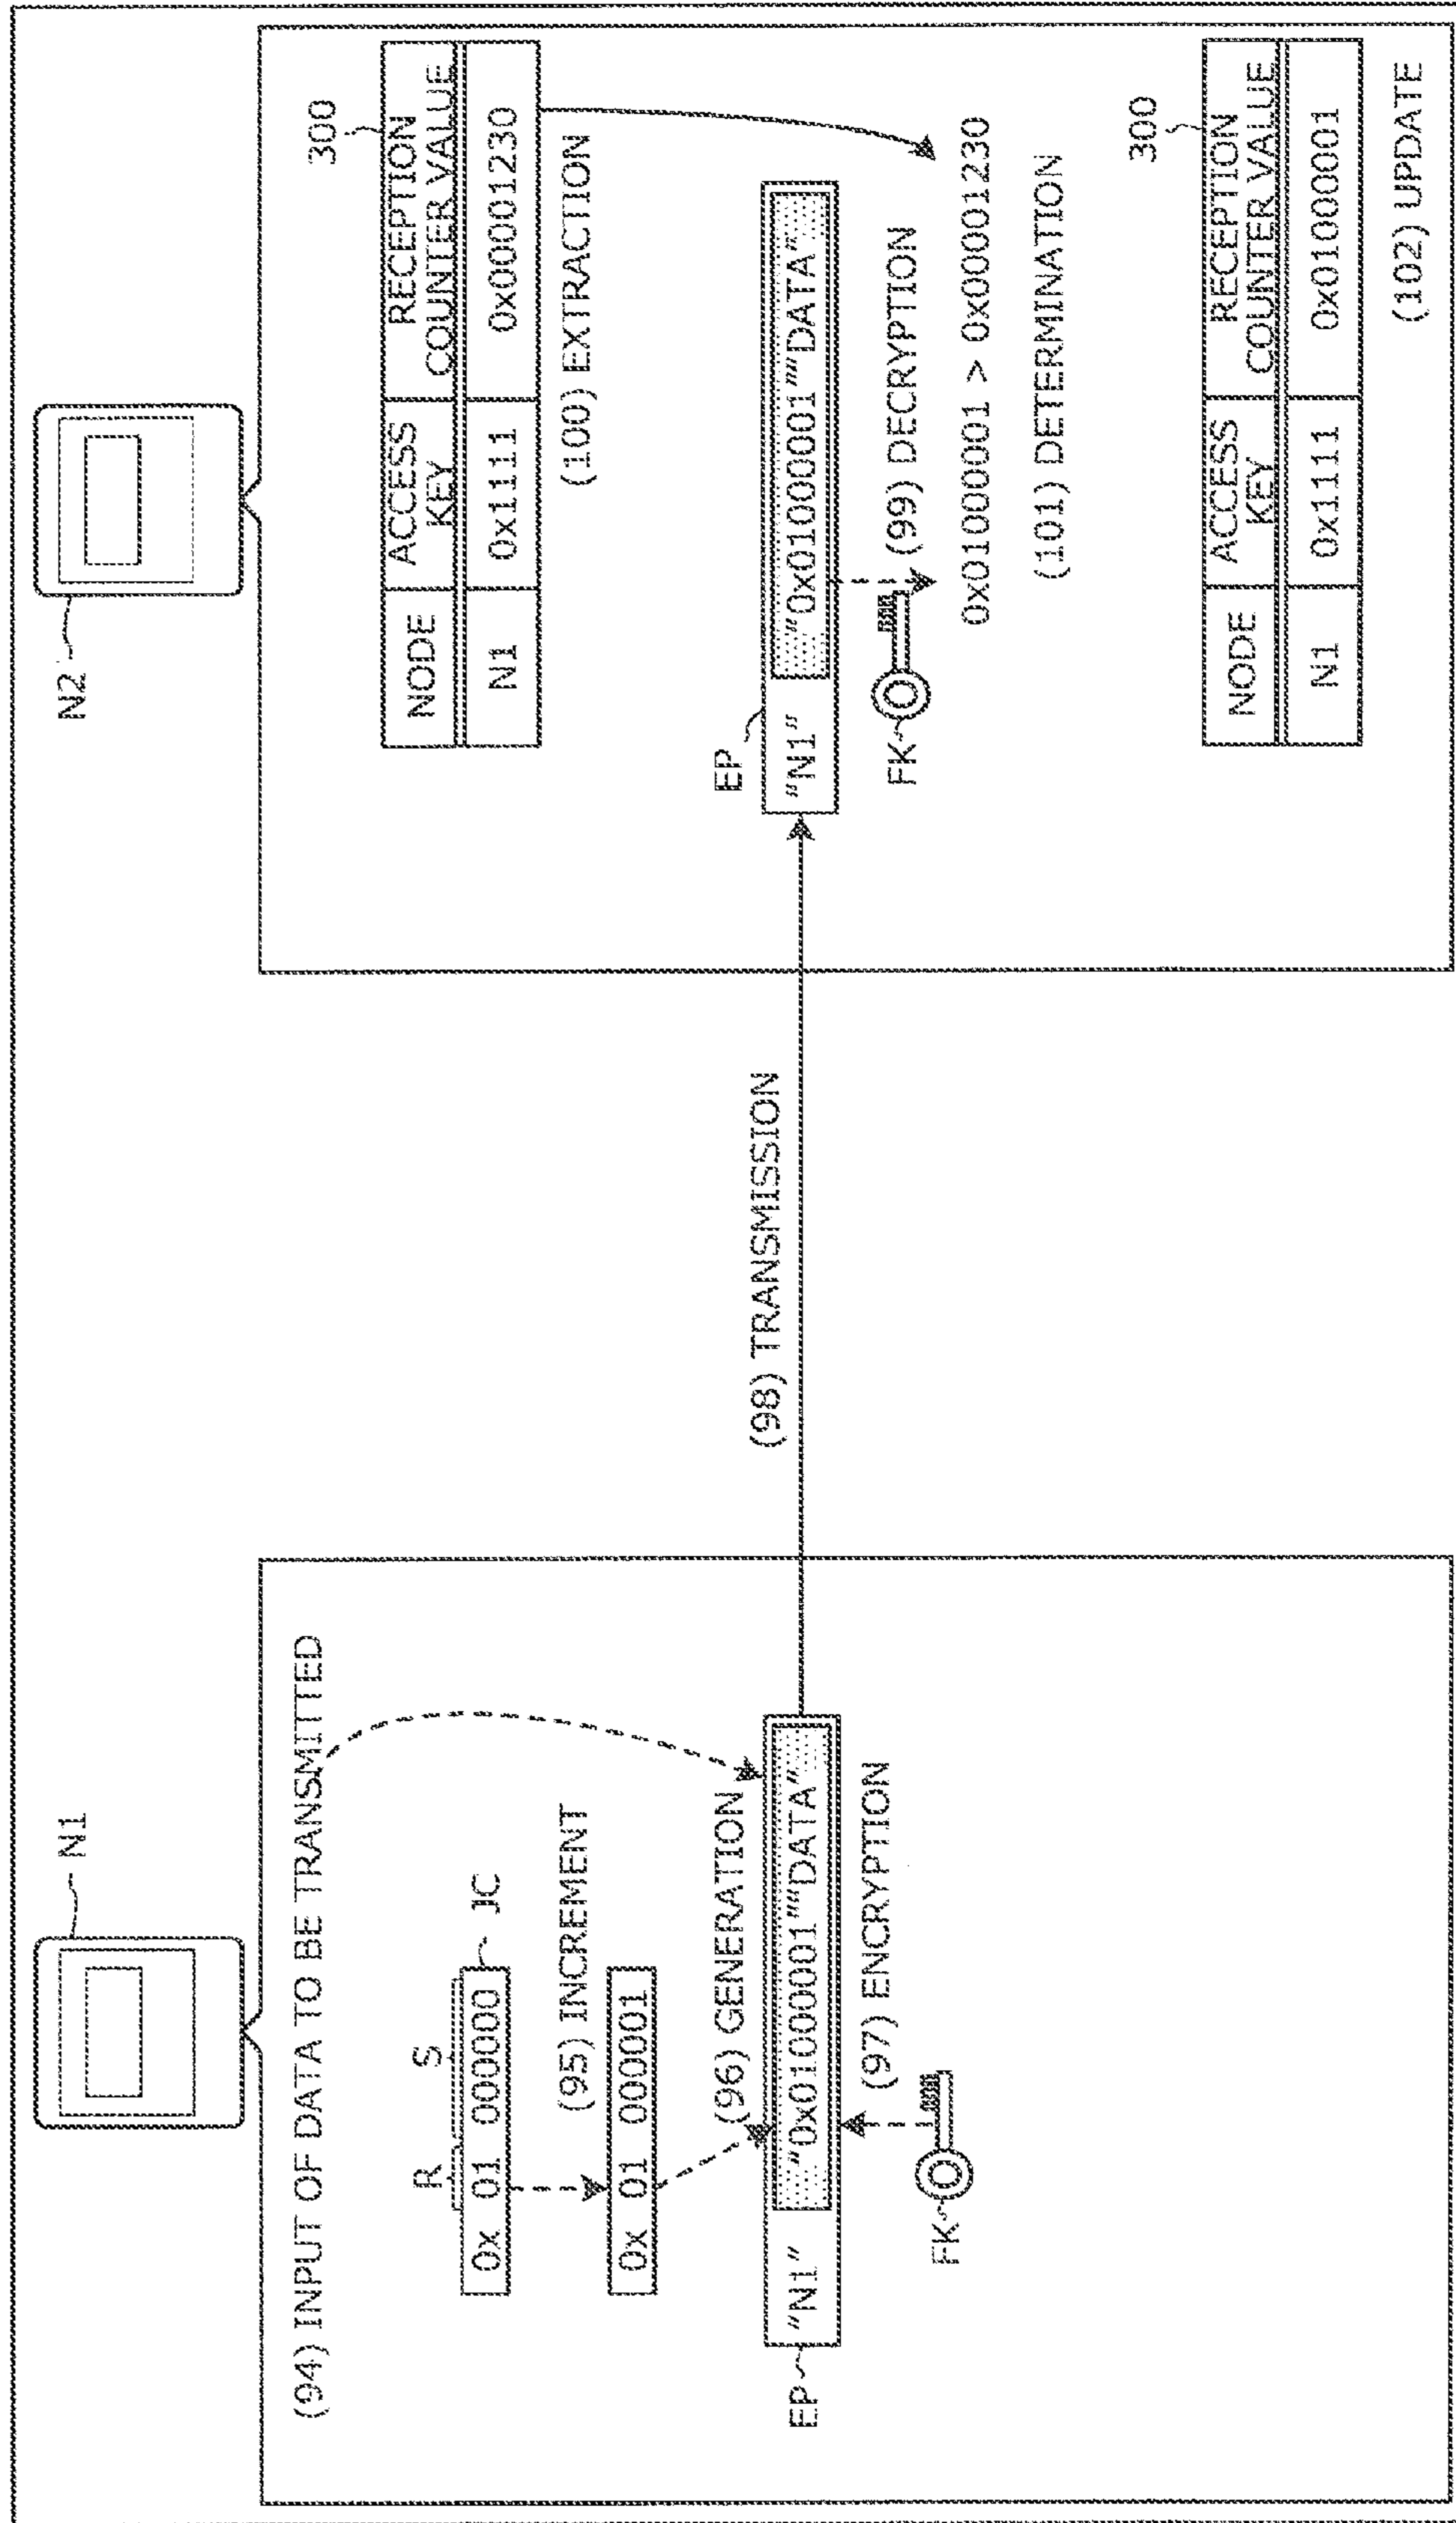 N1
(94) INPUT OF DATA TO BE TRANSMITTED
R S
0x 01 000000
JC
(95) INCREMENT
0x 01 000001
(96) GENERATION
EP
"N1" "0x01000001""DATA"
(97) ENCRYPTION
FK
(98) TRANSMISSION
N2
300
NODE ACCESS KEY RECEPTION COUNTER VALUE
N1 0x1111 0x00001230
(100) EXTRACTION
EP
"N1" "0x01000001""DATA"
(99) DECRYPTION
FK
0x01000001 > 0x00001230
(101) DETERMINATION
300
NODE ACCESS KEY RECEPTION COUNTER VALUE
N1 0x1111 0x01000001
(102) UPDATE